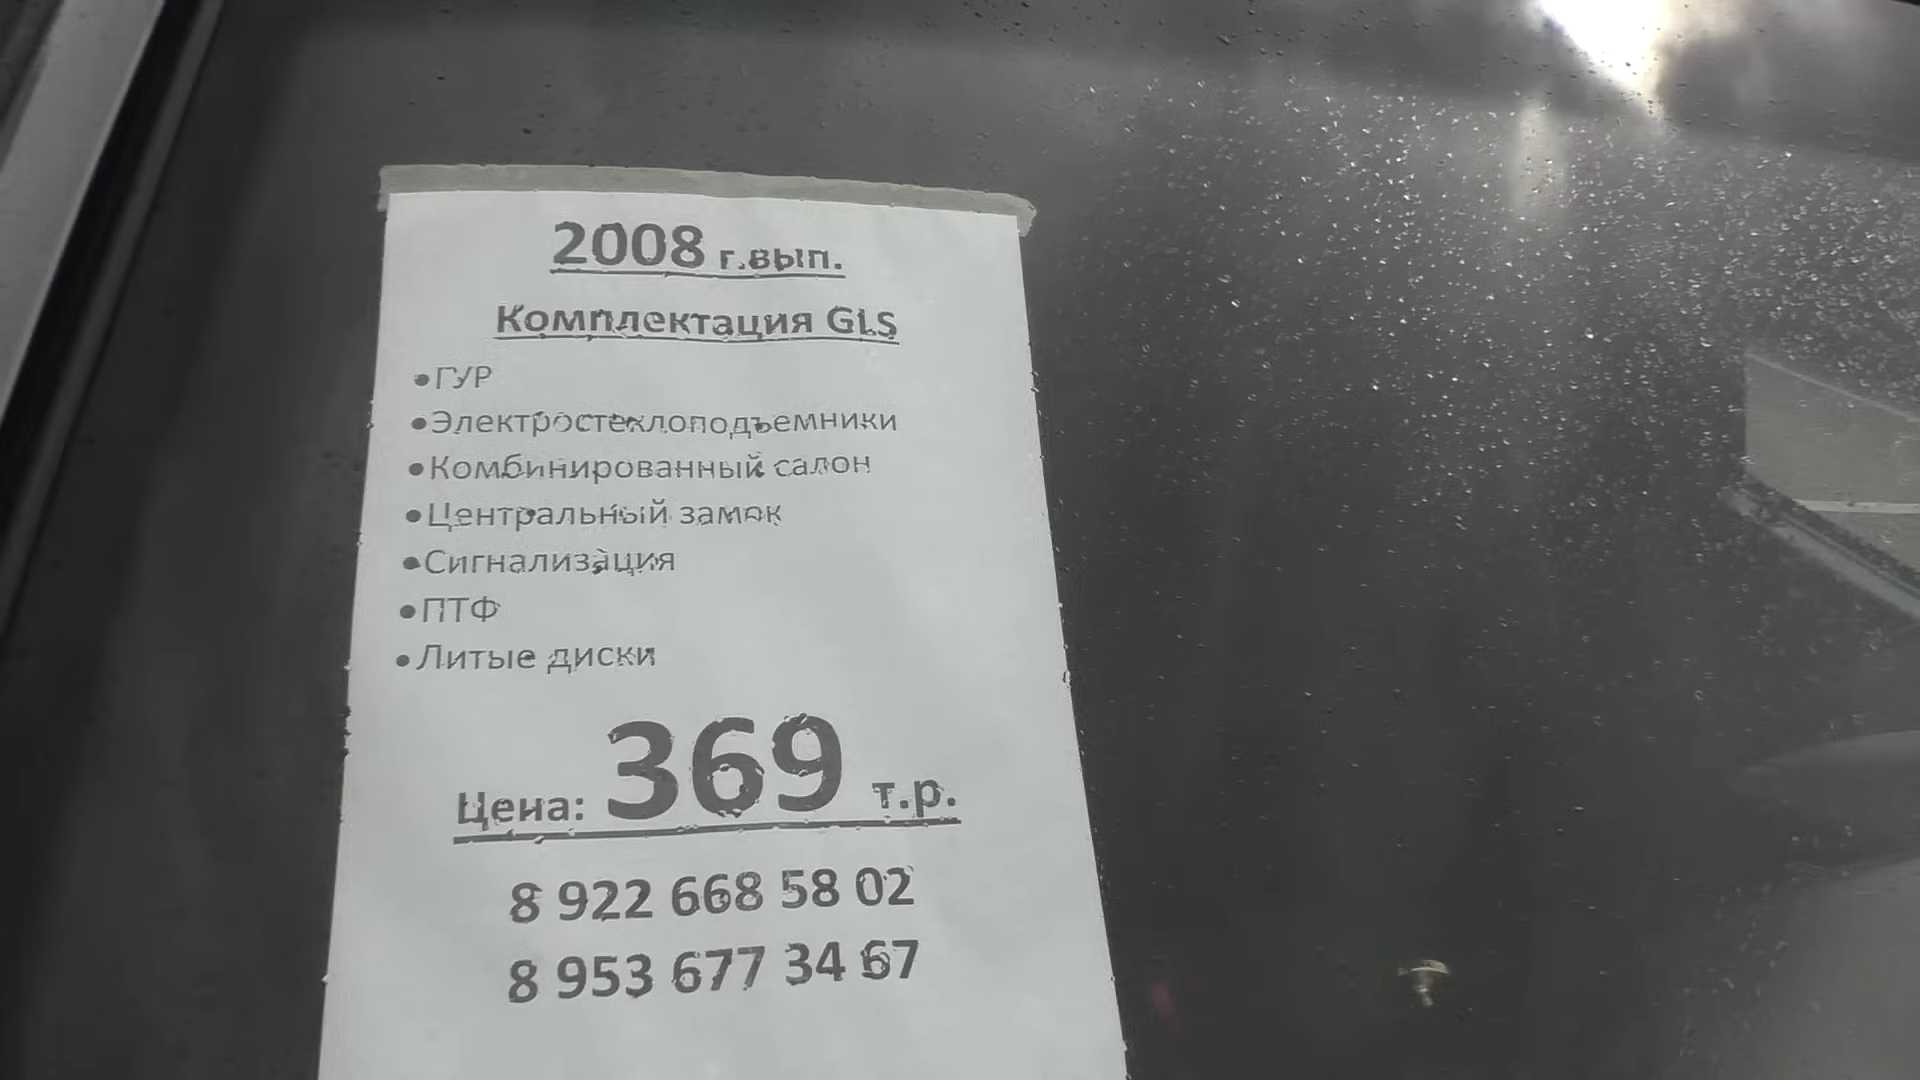 2008 г.вып.
Комплектация GLS
•ГУР
•Электростеклоподъемники
•Комбинированный салон
•Центральный замок
•Сигнализация
•ПТФ
•Литые диски
Цена: 369 т.р.
8 922 668 58 02
8 953 677 34 67